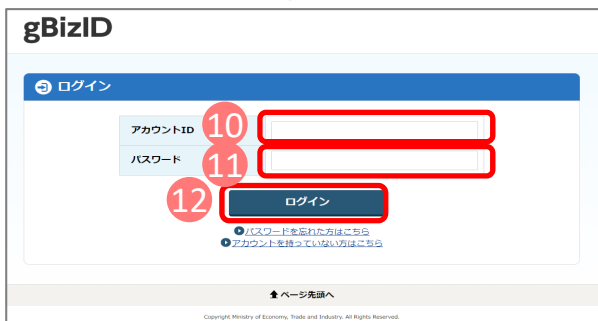 gBizID
ログイン
アカウントID 10
パスワード 11
12 ログイン
パスワードを忘れた方はこちら
アカウントを持っていない方はこちら
ページ先頭へ
Copyright Ministry of Economy, Trade and Industry. All Rights Reserved.